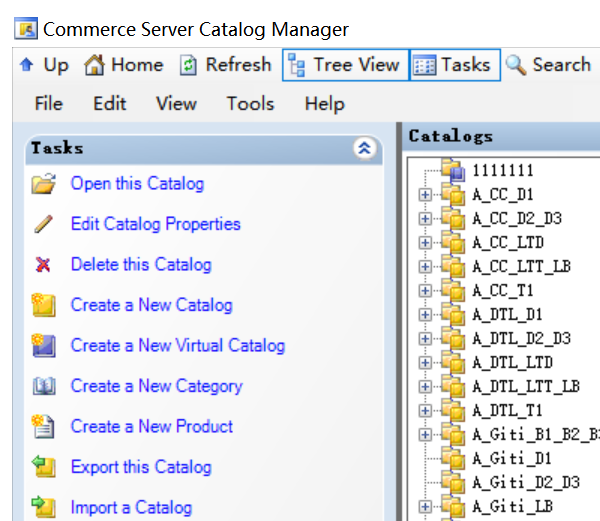 Commerce Server Catalog Manager
Up Home Refresh Tree View Tasks Search
File Edit View Tools Help
Tasks
Open this Catalog
Edit Catalog Properties
Delete this Catalog
Create a New Catalog
Create a New Virtual Catalog
Create a New Category
Create a New Product
Export this Catalog
Import a Catalog
Catalogs
1111111
A_CC_D1
A_CC_D2_D3
A_CC_LTD
A_CC_LTT_LB
A_CC_T1
A_DTL_D1
A_DTL_D2_D3
A_DTL_LTD
A_DTL_LTT_LB
A_DTL_T1
A_Giti_B1_B2_B
A_Giti_D1
A_Giti_D2_D3
A_Giti_LB